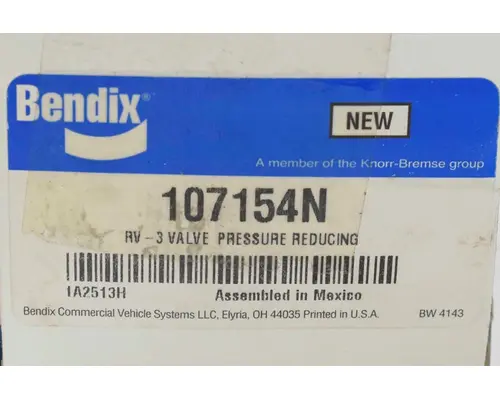 Bendix®
NEW
A member of the Knorr-Bremse group
107154N
RV-3 VALVE PRESSURE REDUCING
1A2513H Assembled in Mexico
Bendix Commercial Vehicle Systems LLC, Elyria, OH 44035 Printed in U.S.A. BW 4143